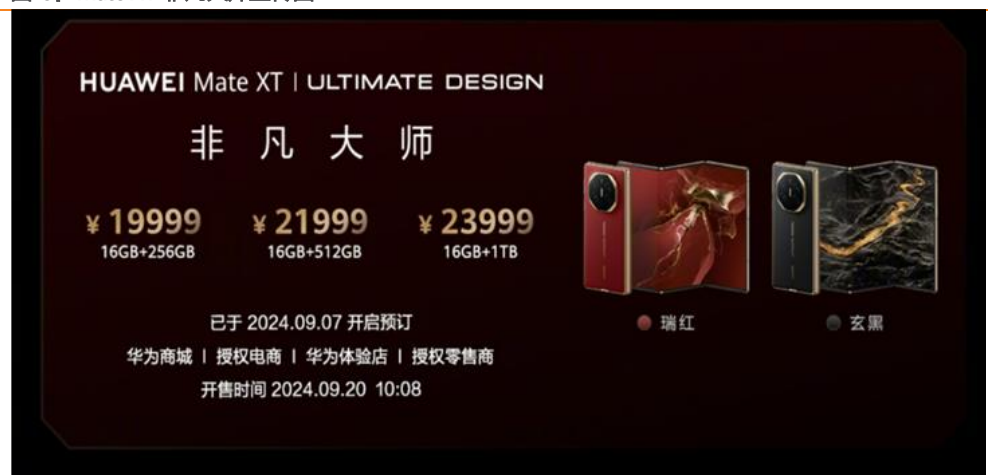 HUAWEI Mate XT | ULTIMATE DESIGN
非凡大师
¥ 19999 ¥ 21999 ¥ 23999
16GB+256GB 16GB+512GB 16GB+1TB
瑞红 玄黑
已于 2024.09.07 开启预订
华为商城 | 授权电商 | 华为体验店 | 授权零售商
开售时间 2024.09.20 10:08